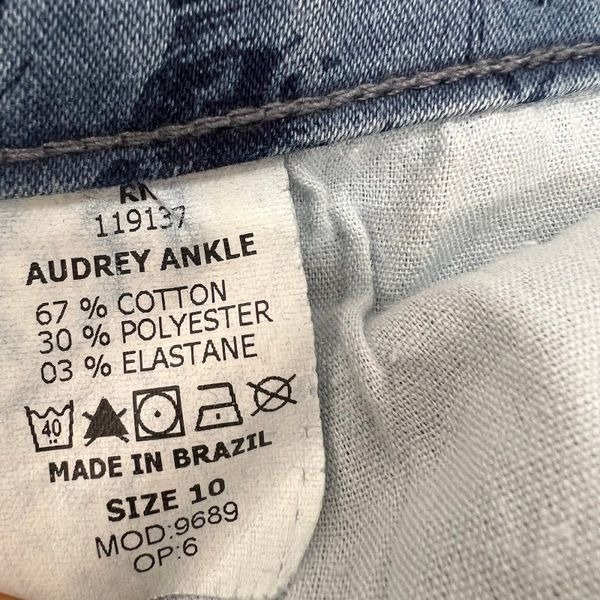 RN
119137
AUDREY ANKLE
67 % COTTON
30 % POLYESTER
03 % ELASTANE
40
MADE IN BRAZIL
SIZE 10
MOD:9689
OP:6